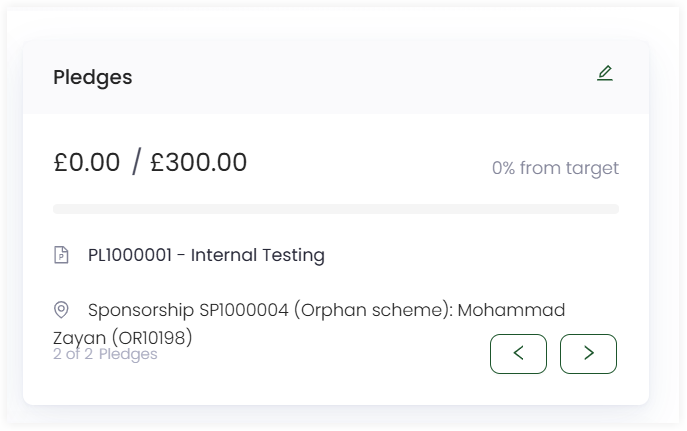 Pledges
£0.00 / £300.00
0% from target
PL1000001 - Internal Testing
Sponsorship SP1000004 (Orphan scheme): Mohammad
Zayan (OR10198)
2 of 2 Pledges